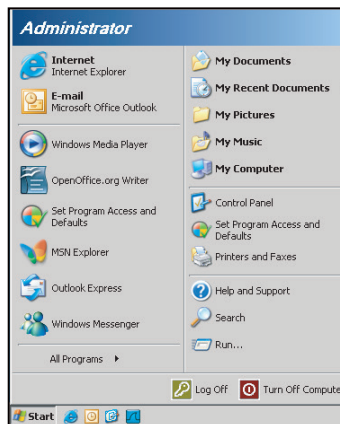 Administrator
Internet
Internet Explorer
E-mail
Microsoft Office Outlook
Windows Media Player
OpenOffice.org Writer
Set Program Access and
Defaults
MSN Explorer
Outlook Express
Windows Messenger
All Programs
My Documents
My Recent Documents
My Pictures
My Music
My Computer
Control Panel
Set Program Access and
Defaults
Printers and Faxes
Help and Support
Search
Run...
Log Off
Turn Off Compute
Start